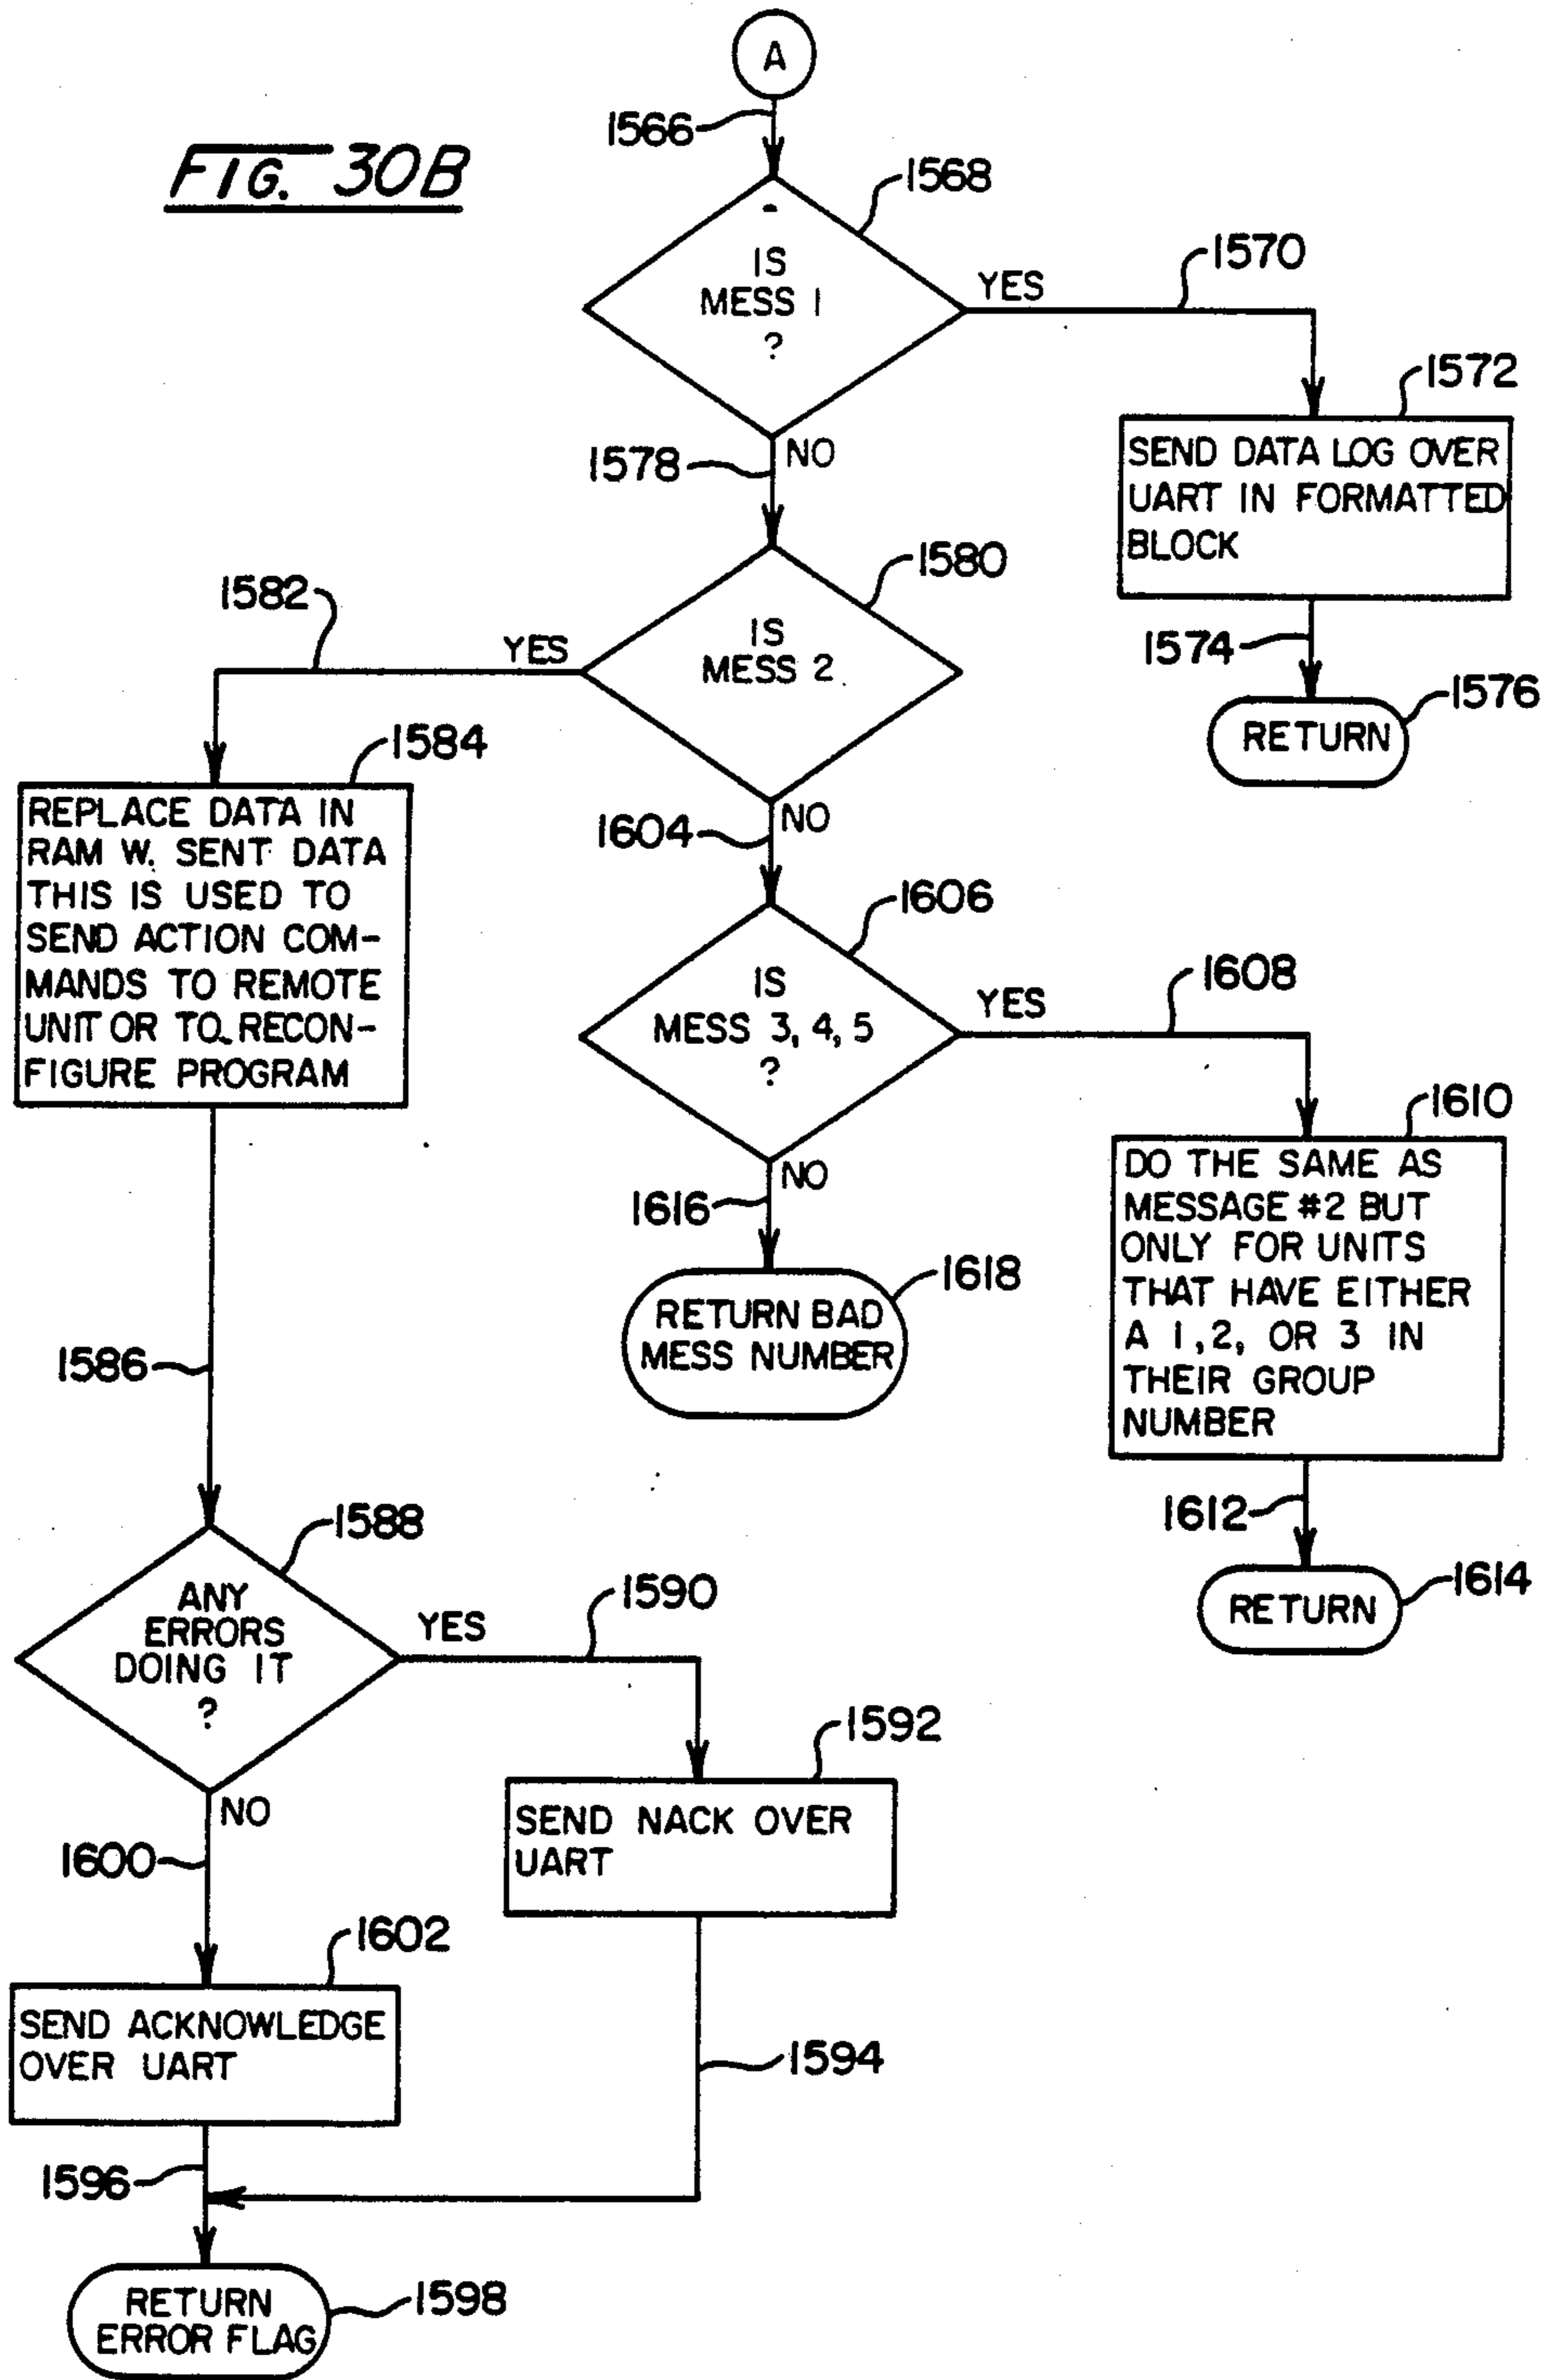 A
1566
FIG. 30B
1568
IS
MESS 1
?
YES
1570
1572
NO
1578
SEND DATA LOG OVER
UART IN FORMATTED
BLOCK
1574
1576
RETURN
1580
IS
MESS 2
1582
YES
1584
REPLACE DATA IN
RAM W. SENT DATA
THIS IS USED TO
SEND ACTION COM-
MANDS TO REMOTE
UNIT OR TO RECON-
FIGURE PROGRAM
NO
1604
1606
IS
MESS 3, 4, 5
?
YES
1608
1610
DO THE SAME AS
MESSAGE #2 BUT
ONLY FOR UNITS
THAT HAVE EITHER
A 1, 2, OR 3 IN
THEIR GROUP
NUMBER
NO
1616
1618
RETURN BAD
MESS NUMBER
1612
1614
RETURN
1586
1588
ANY
ERRORS
DOING IT
?
YES
1590
1592
SEND NACK OVER
UART
NO
1600
1602
SEND ACKNOWLEDGE
OVER UART
1594
1596
RETURN
ERROR FLAG
1598